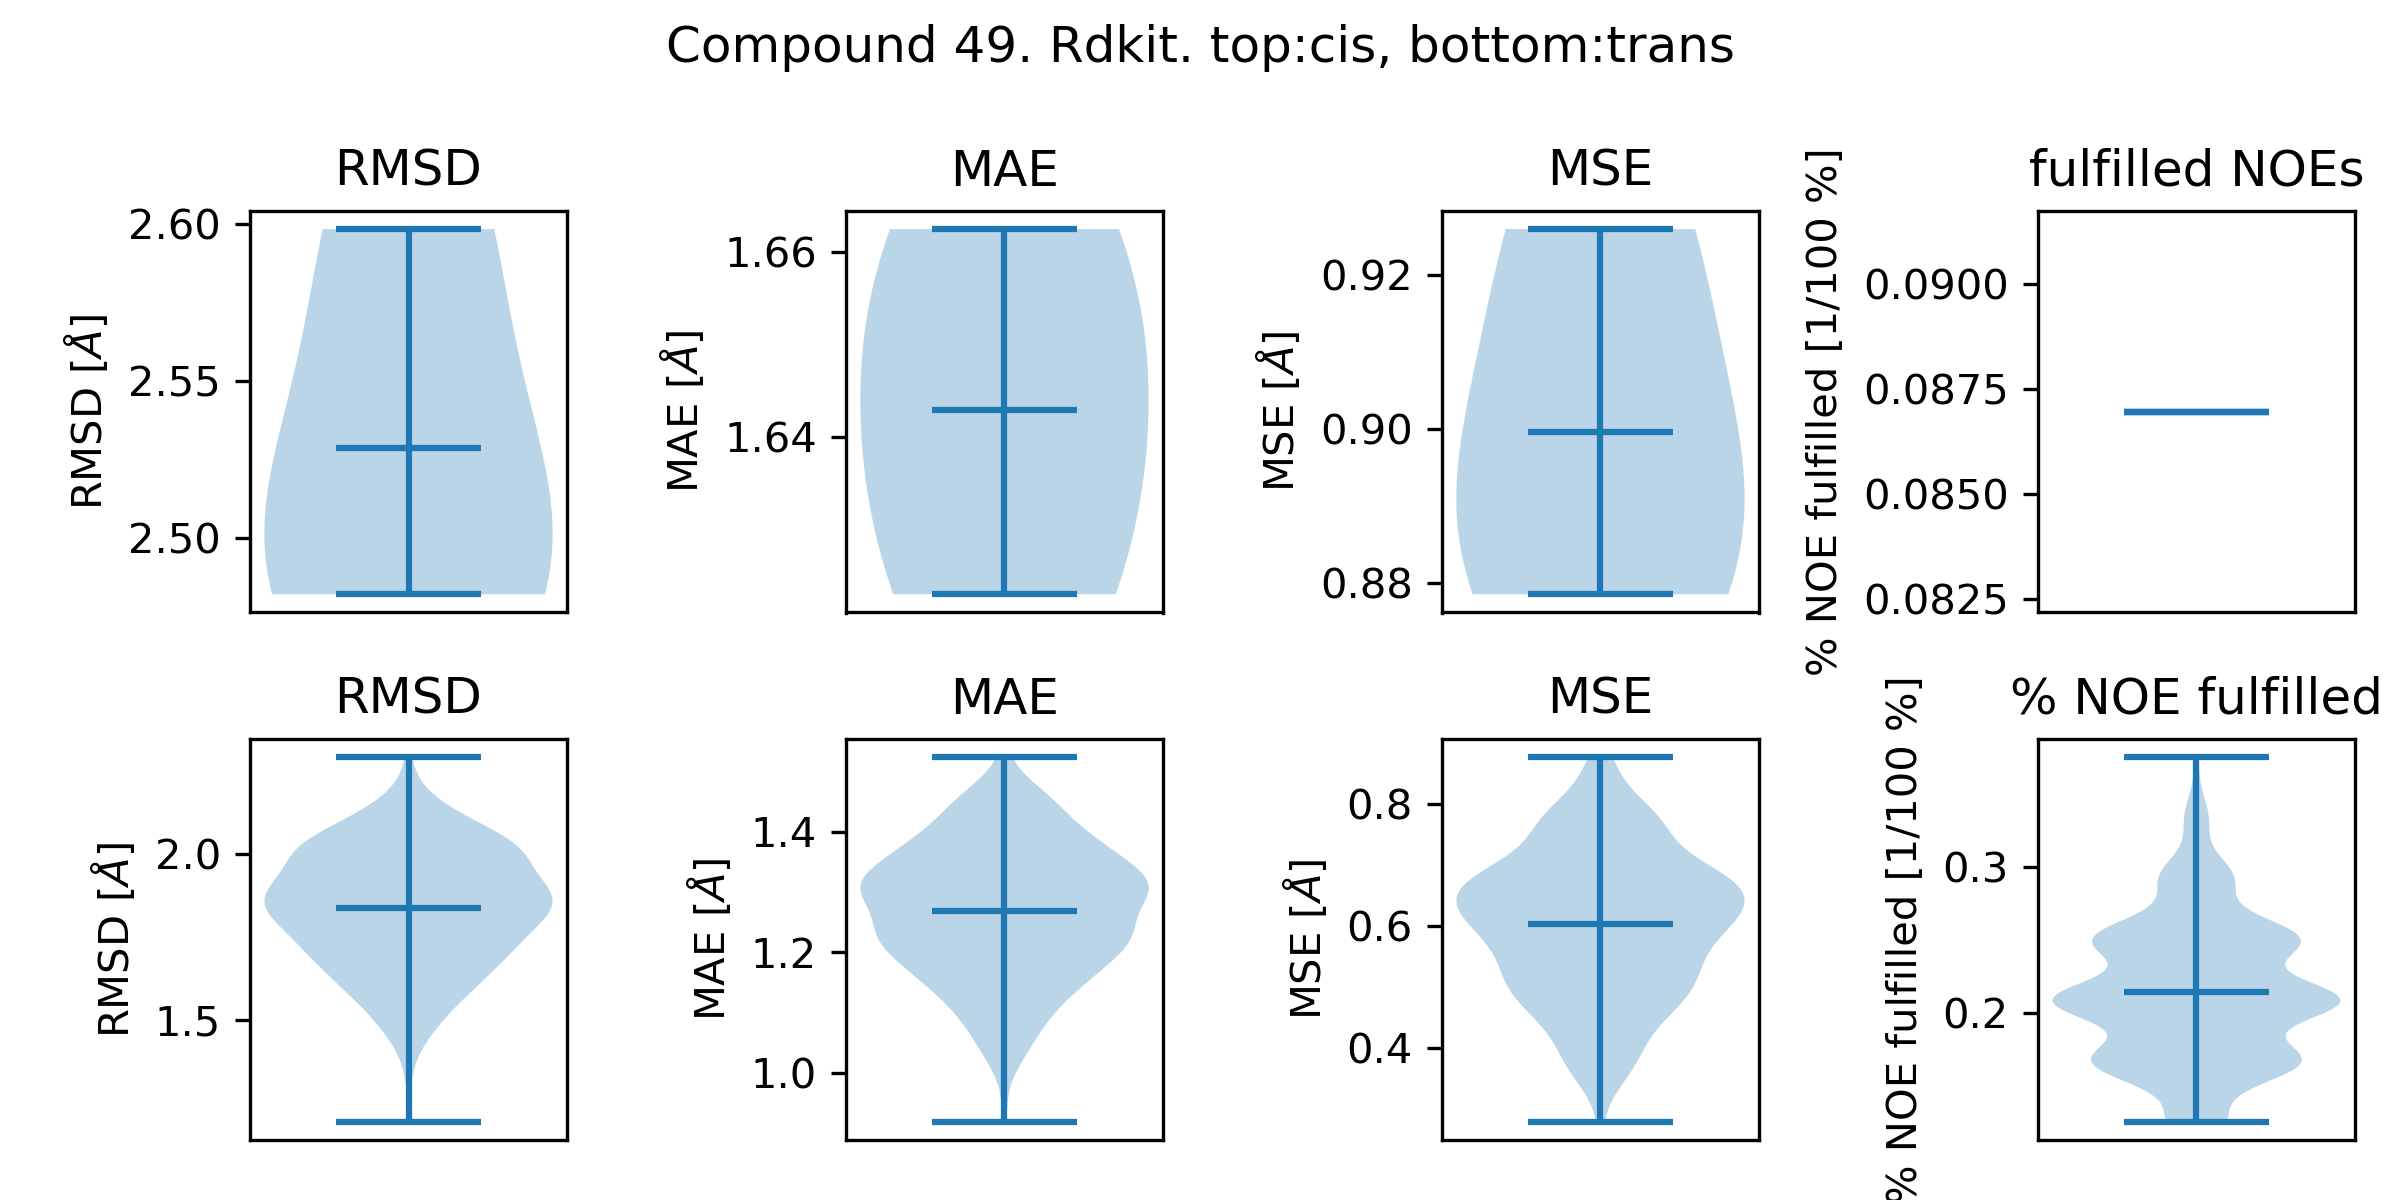 Compound 49. Rdkit. top:cis, bottom:trans
RMSD
RMSD [Å]
2.60
2.55
2.50
MAE
MAE [Å]
1.66
1.64
MSE
MSE [Å]
0.92
0.90
0.88
fulfilled NOEs
% NOE fulfilled [1/100 %]
0.0900
0.0875
0.0850
0.0825
RMSD
RMSD [Å]
2.0
1.5
MAE
MAE [Å]
1.4
1.2
1.0
MSE
MSE [Å]
0.8
0.6
0.4
% NOE fulfilled
% NOE fulfilled [1/100 %]
0.3
0.2